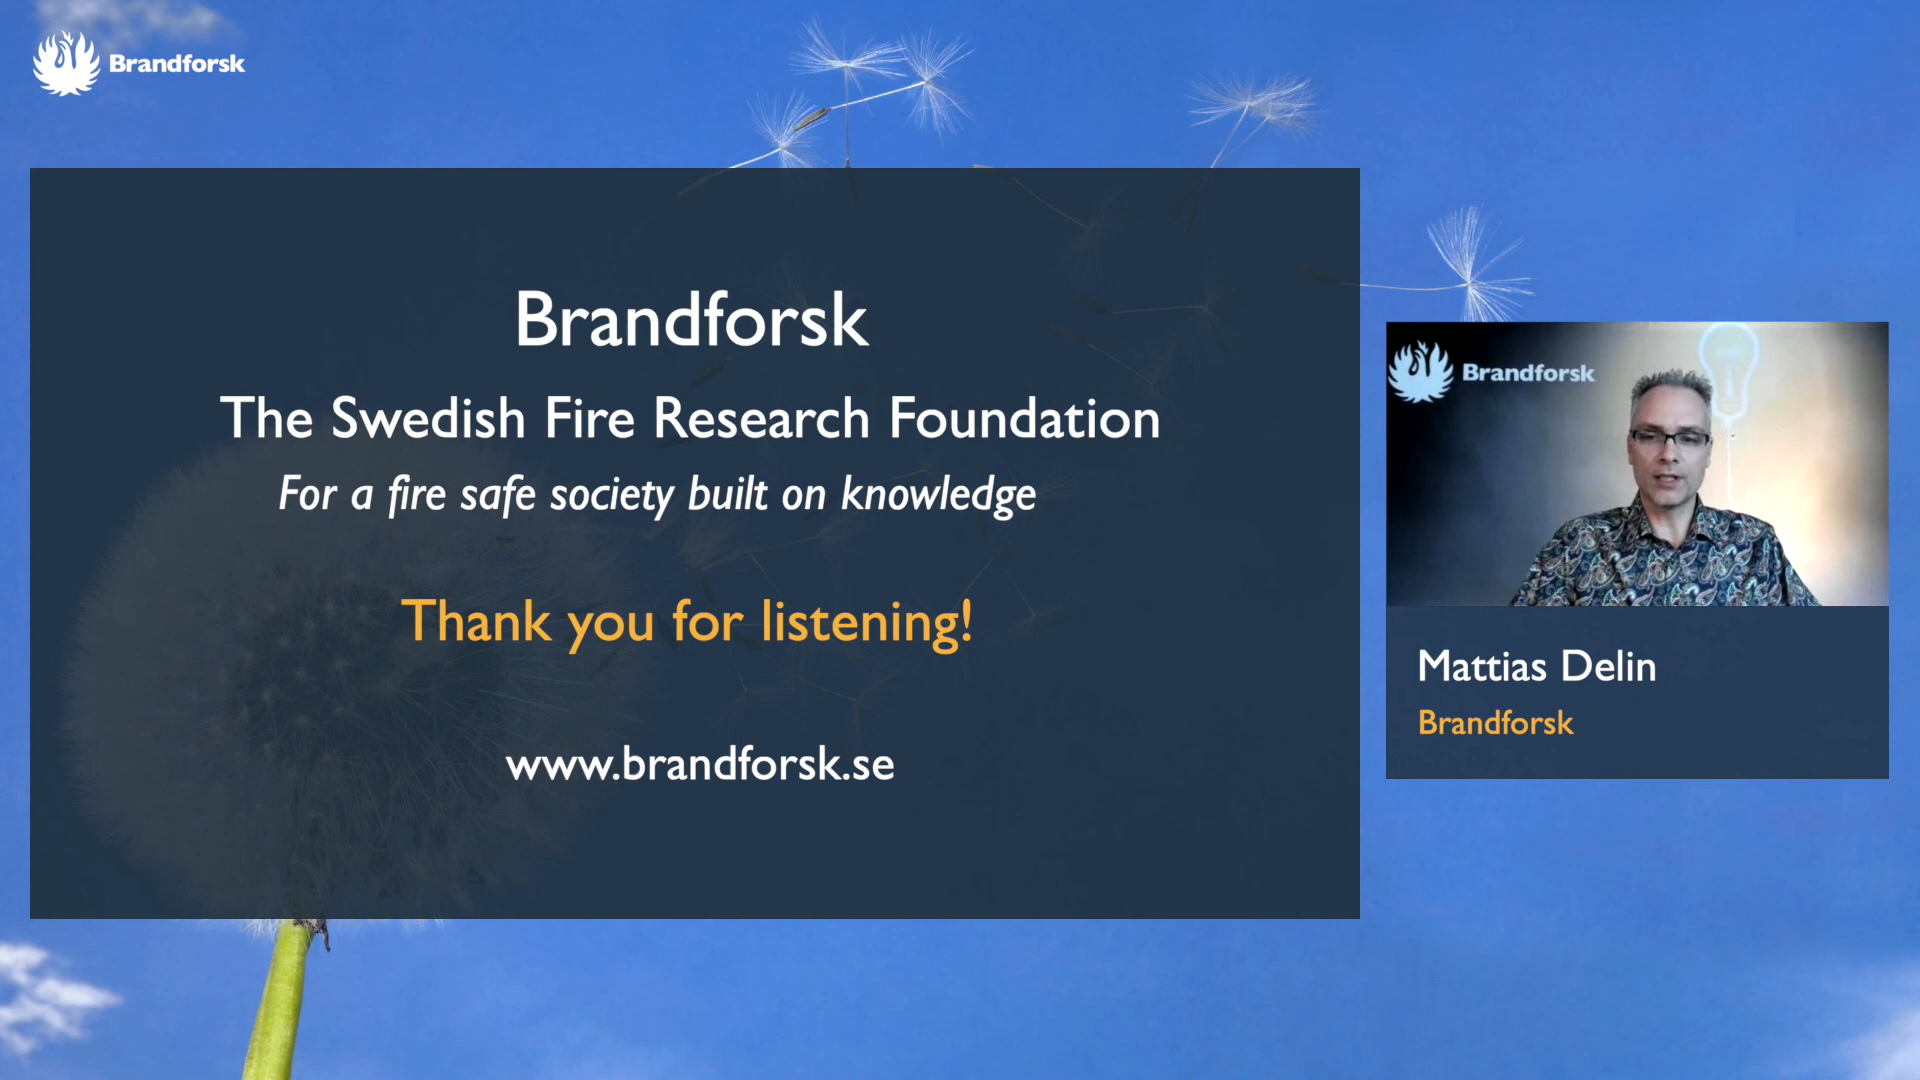 Brandforsk
Brandforsk
The Swedish Fire Research Foundation
For a fire safe society built on knowledge
Thank you for listening!
www.brandforsk.se
Brandforsk
Mattias Delin
Brandforsk